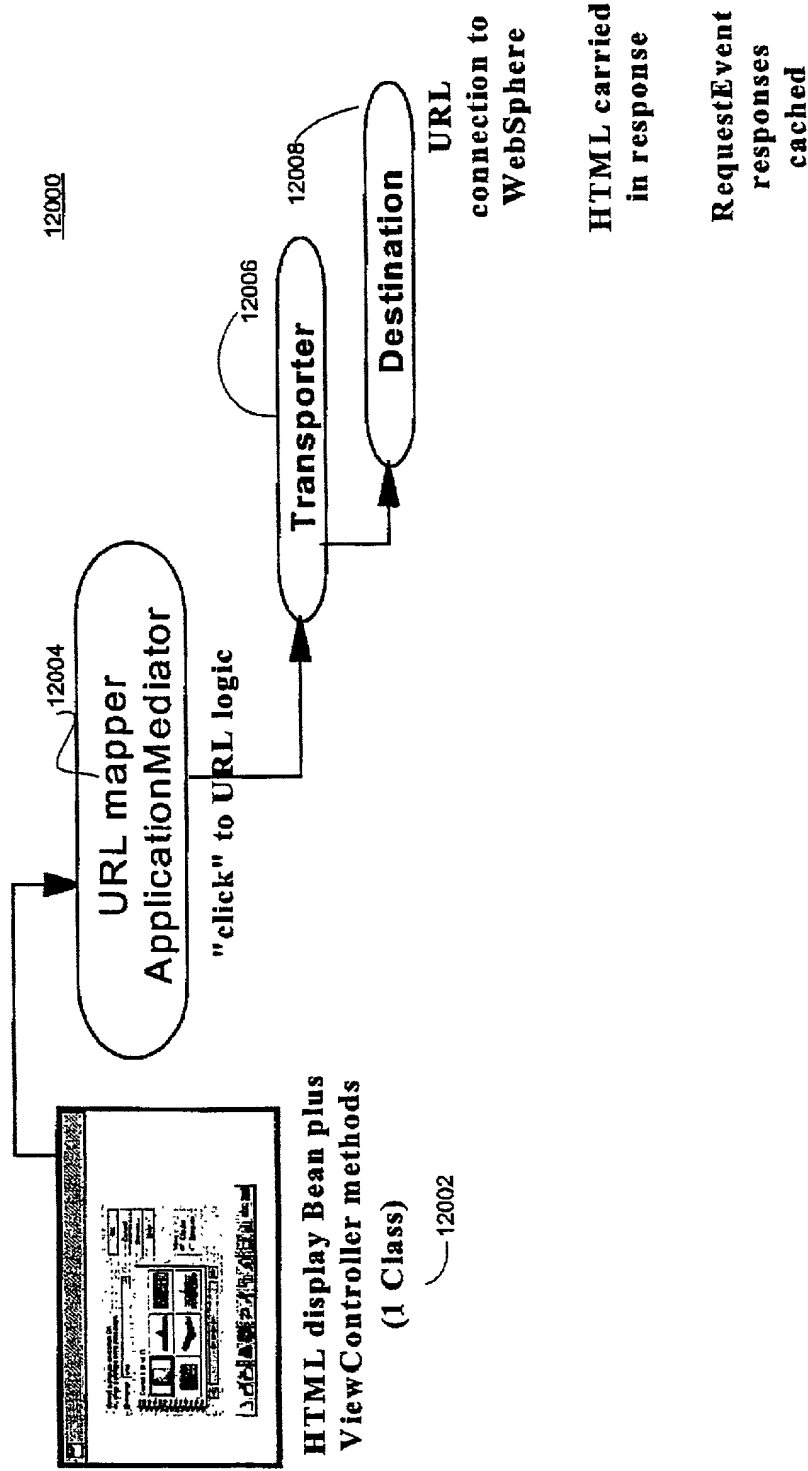 12000
HTML display Bean plus
ViewController methods
(1 Class)
12002
12004
URL mapper
ApplicationMediator
"click" to URL logic
12006
Transporter
12008
Destination
URL
connection to
WebSphere
HTML carried
in response
RequestEvent
responses
cached